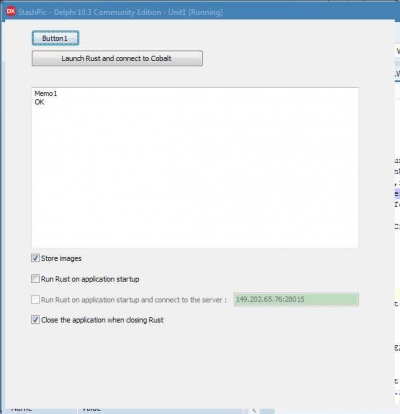 StashPic - Delphi 10.3 Community Edition - Unit1 [Running]
Button1
Launch Rust and connect to Cobalt
Memo1
OK
Store images
Run Rust on application startup
Run Rust on application startup and connect to the server :
149.202.65.76:28015
Close the application when closing Rust
Name
Value